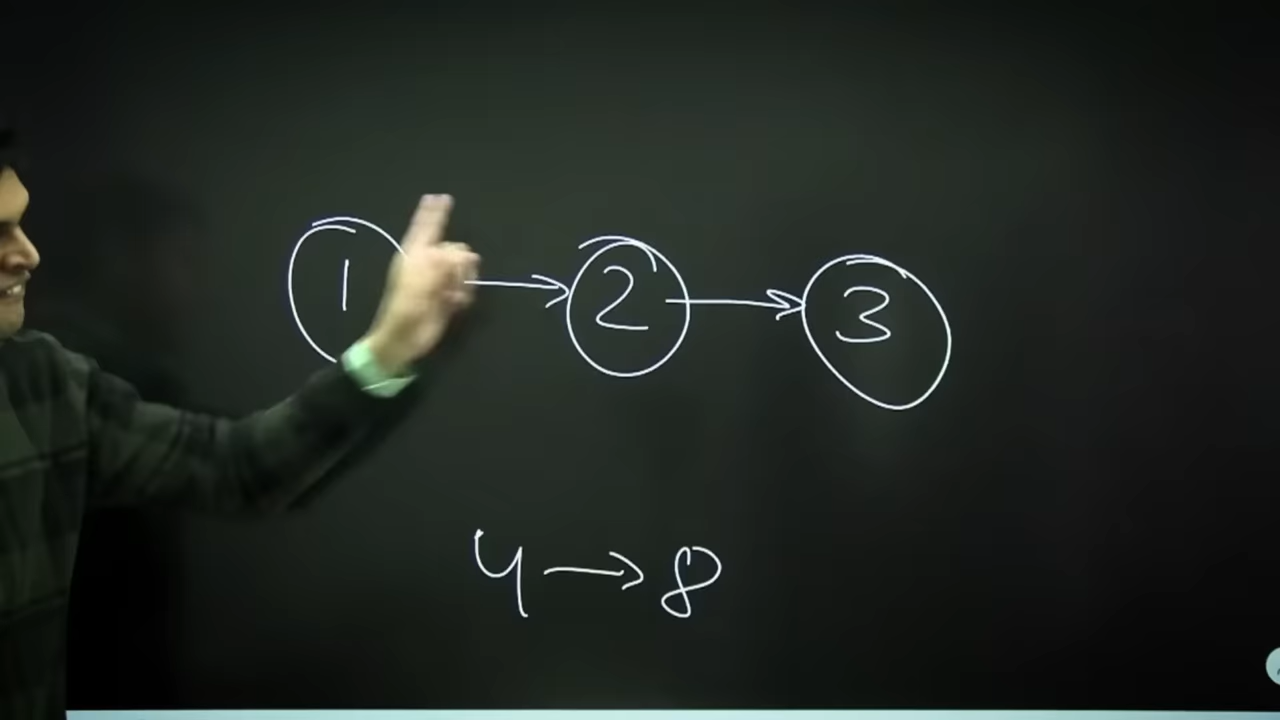 1 → 2 → 3
4 → 8